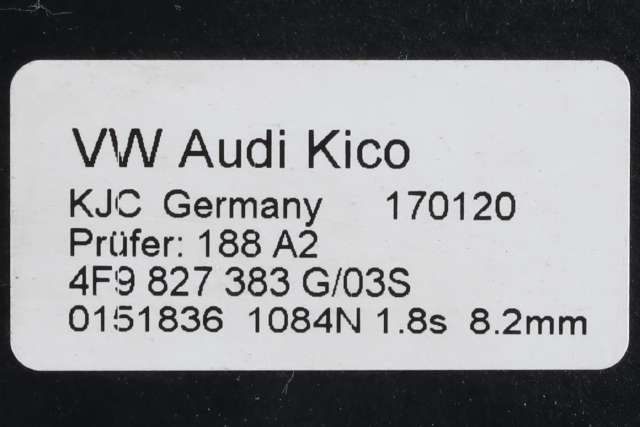 VW Audi Kico
KJC Germany 170120
Prüfer: 188 A2
4F9 827 383 G/03S
0151836 1084N 1.8s 8.2mm